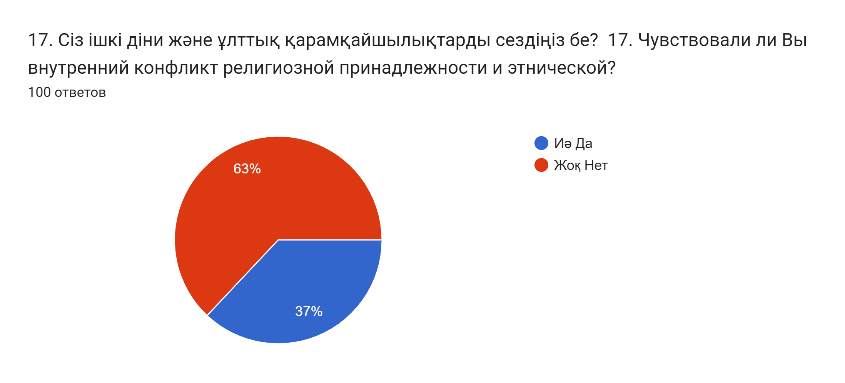 17. Сіз ішкі діни және ұлттық қарамқайшылықтарды сездіңіз бе?  17. Чувствовали ли Вы
внутренний конфликт религиозной принадлежности и этнической?
100 ответов
Иә Да
Жоқ Нет
63%
37%